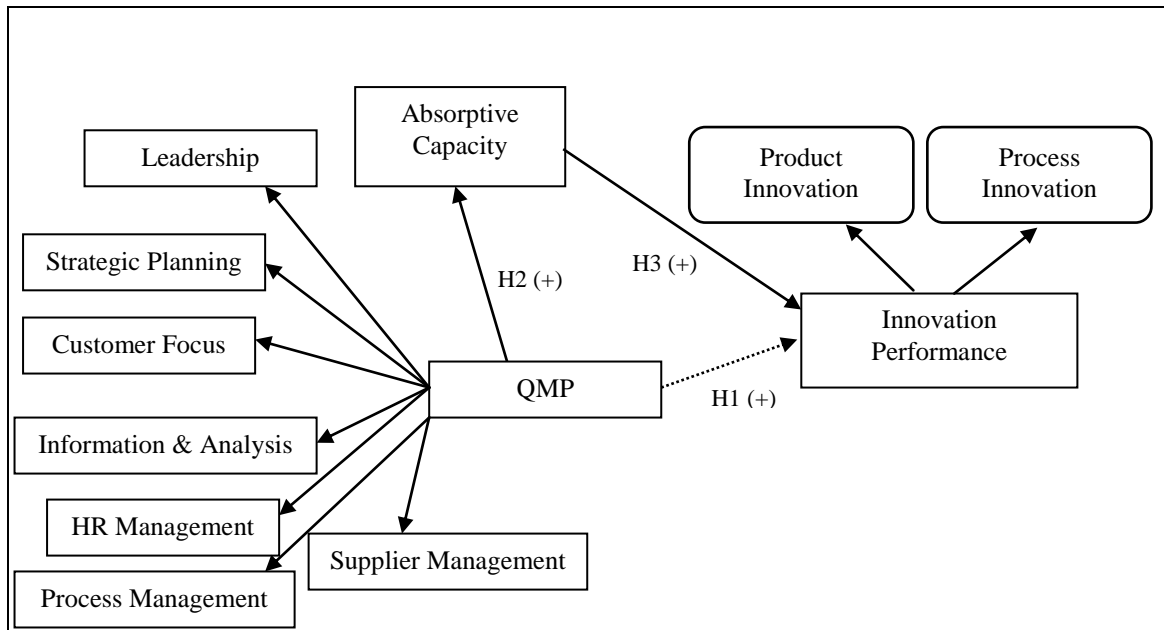 Absorptive
Capacity
Leadership
Product
Innovation
Process
Innovation
Strategic Planning
H2 (+)
H3 (+)
Customer Focus
Innovation
Performance
QMP
H1 (+)
Information & Analysis
HR Management
Supplier Management
Process Management